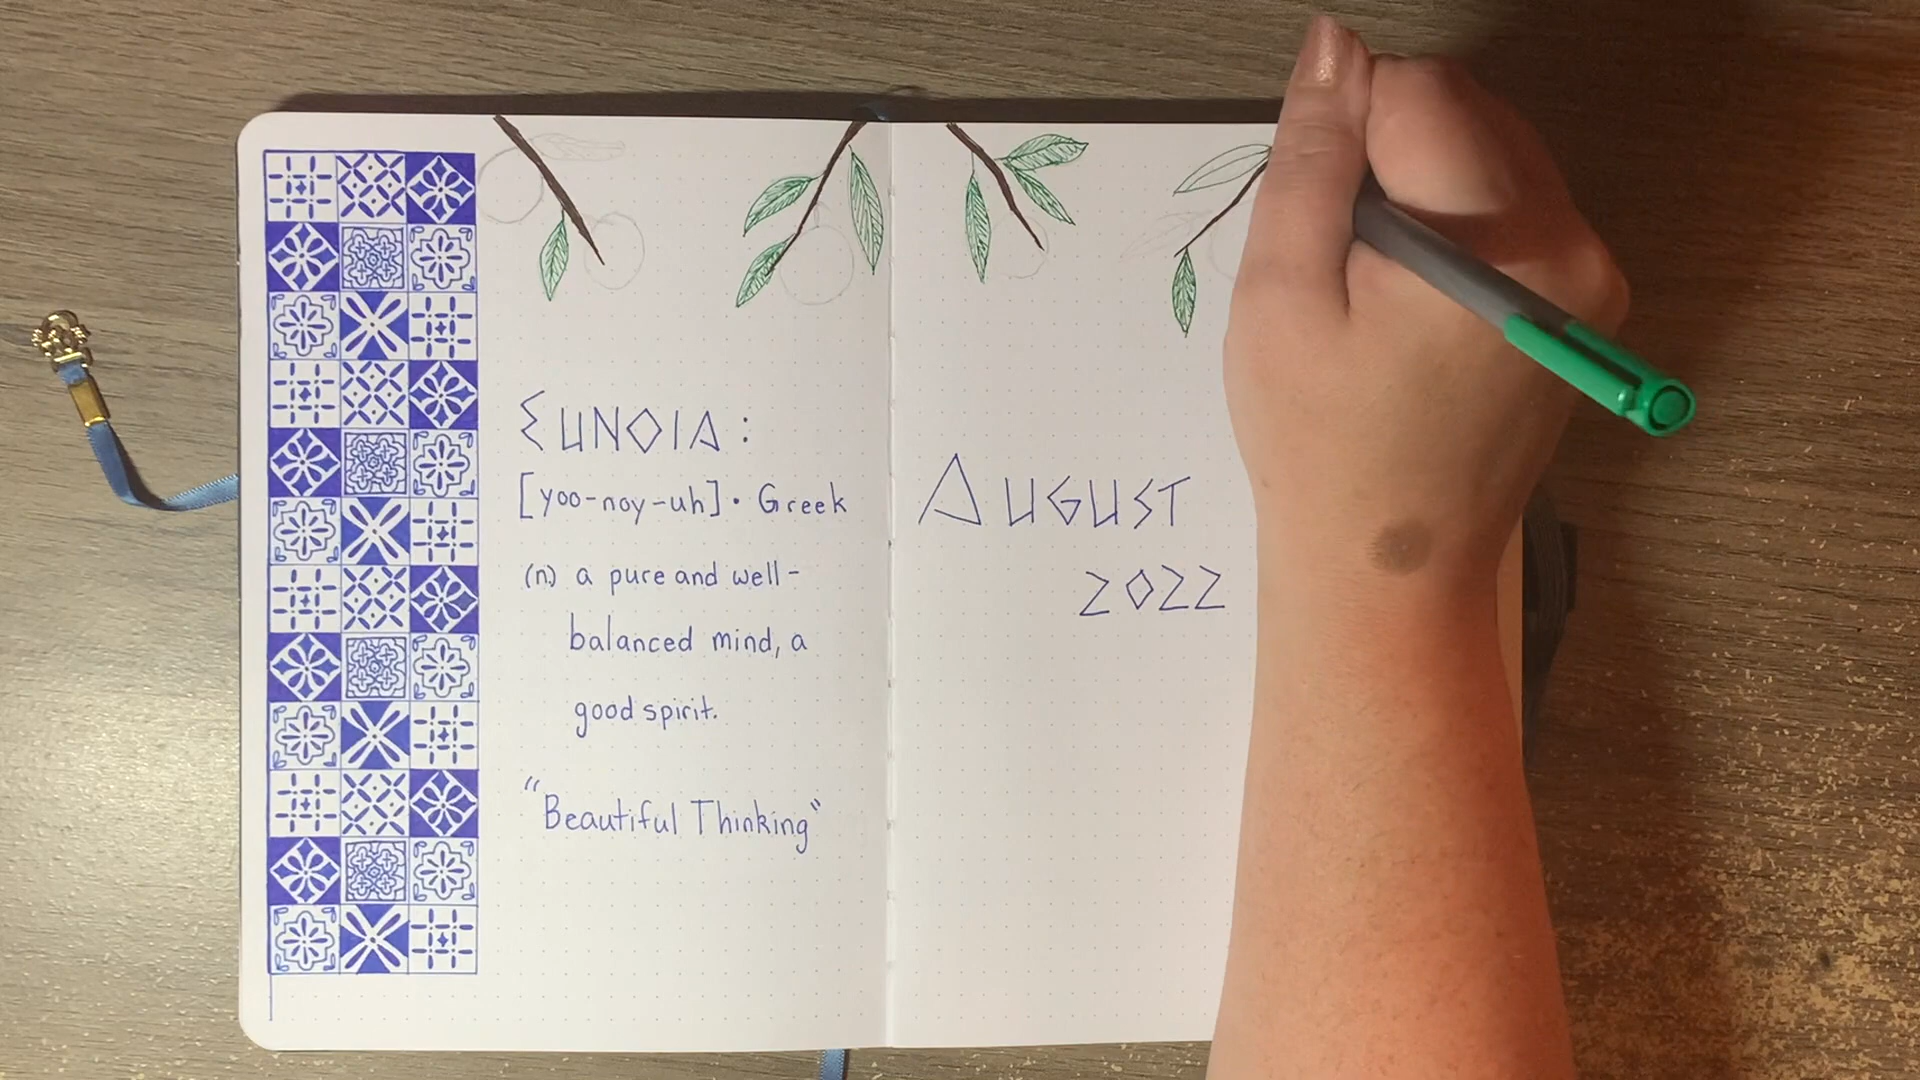 EUNOIA:
[yoo-noy-uh] • Greek
(n.) a pure and well-
balanced mind, a
good spirit.
"Beautiful Thinking"
AUGUST
2022